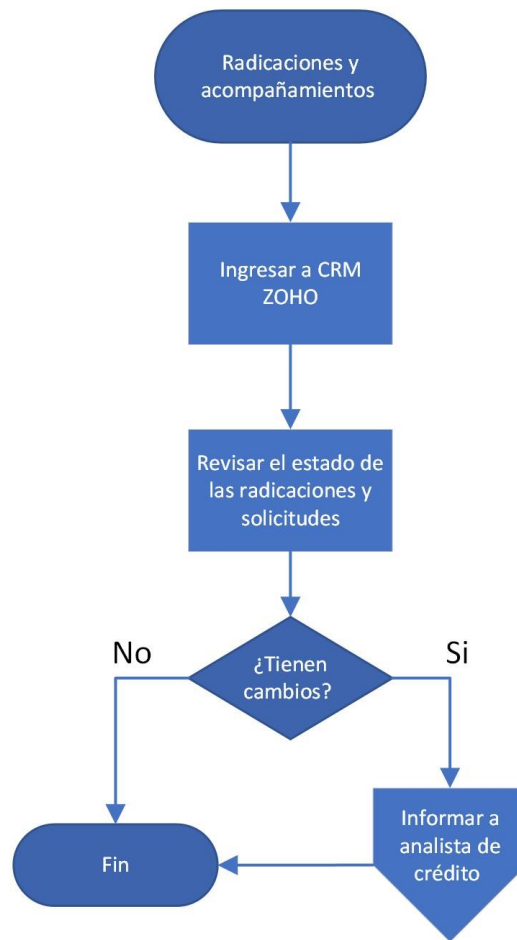 Radicaciones y
acompañamientos
Ingresar a CRM
ZOHO
Revisar el estado de
las radicaciones y
solicitudes
No
¿Tienen
cambios?
Si
Informar a
analista de
crédito
Fin